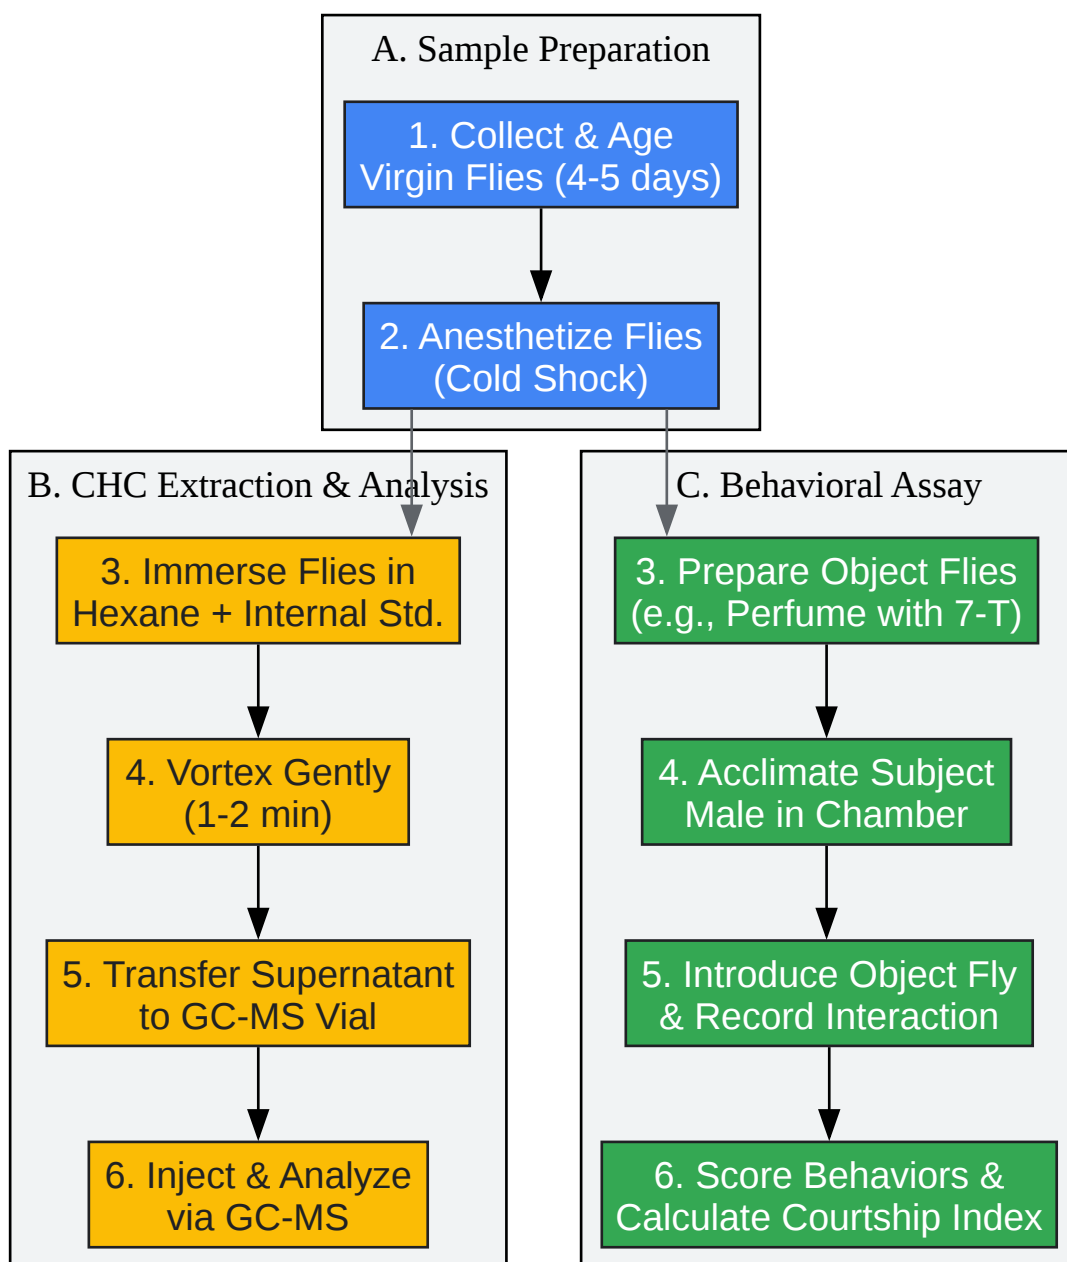 A. Sample Preparation
1. Collect & Age
Virgin Flies (4-5 days)
2. Anesthetize Flies
(Cold Shock)
B. CHC Extraction & Analysis
3. Immerse Flies in
Hexane + Internal Std.
4. Vortex Gently
(1-2 min)
5. Transfer Supernatant
to GC-MS Vial
6. Inject & Analyze
via GC-MS
C. Behavioral Assay
3. Prepare Object Flies
(e.g., Perfume with 7-T)
4. Acclimate Subject
Male in Chamber
5. Introduce Object Fly
& Record Interaction
6. Score Behaviors &
Calculate Courtship Index